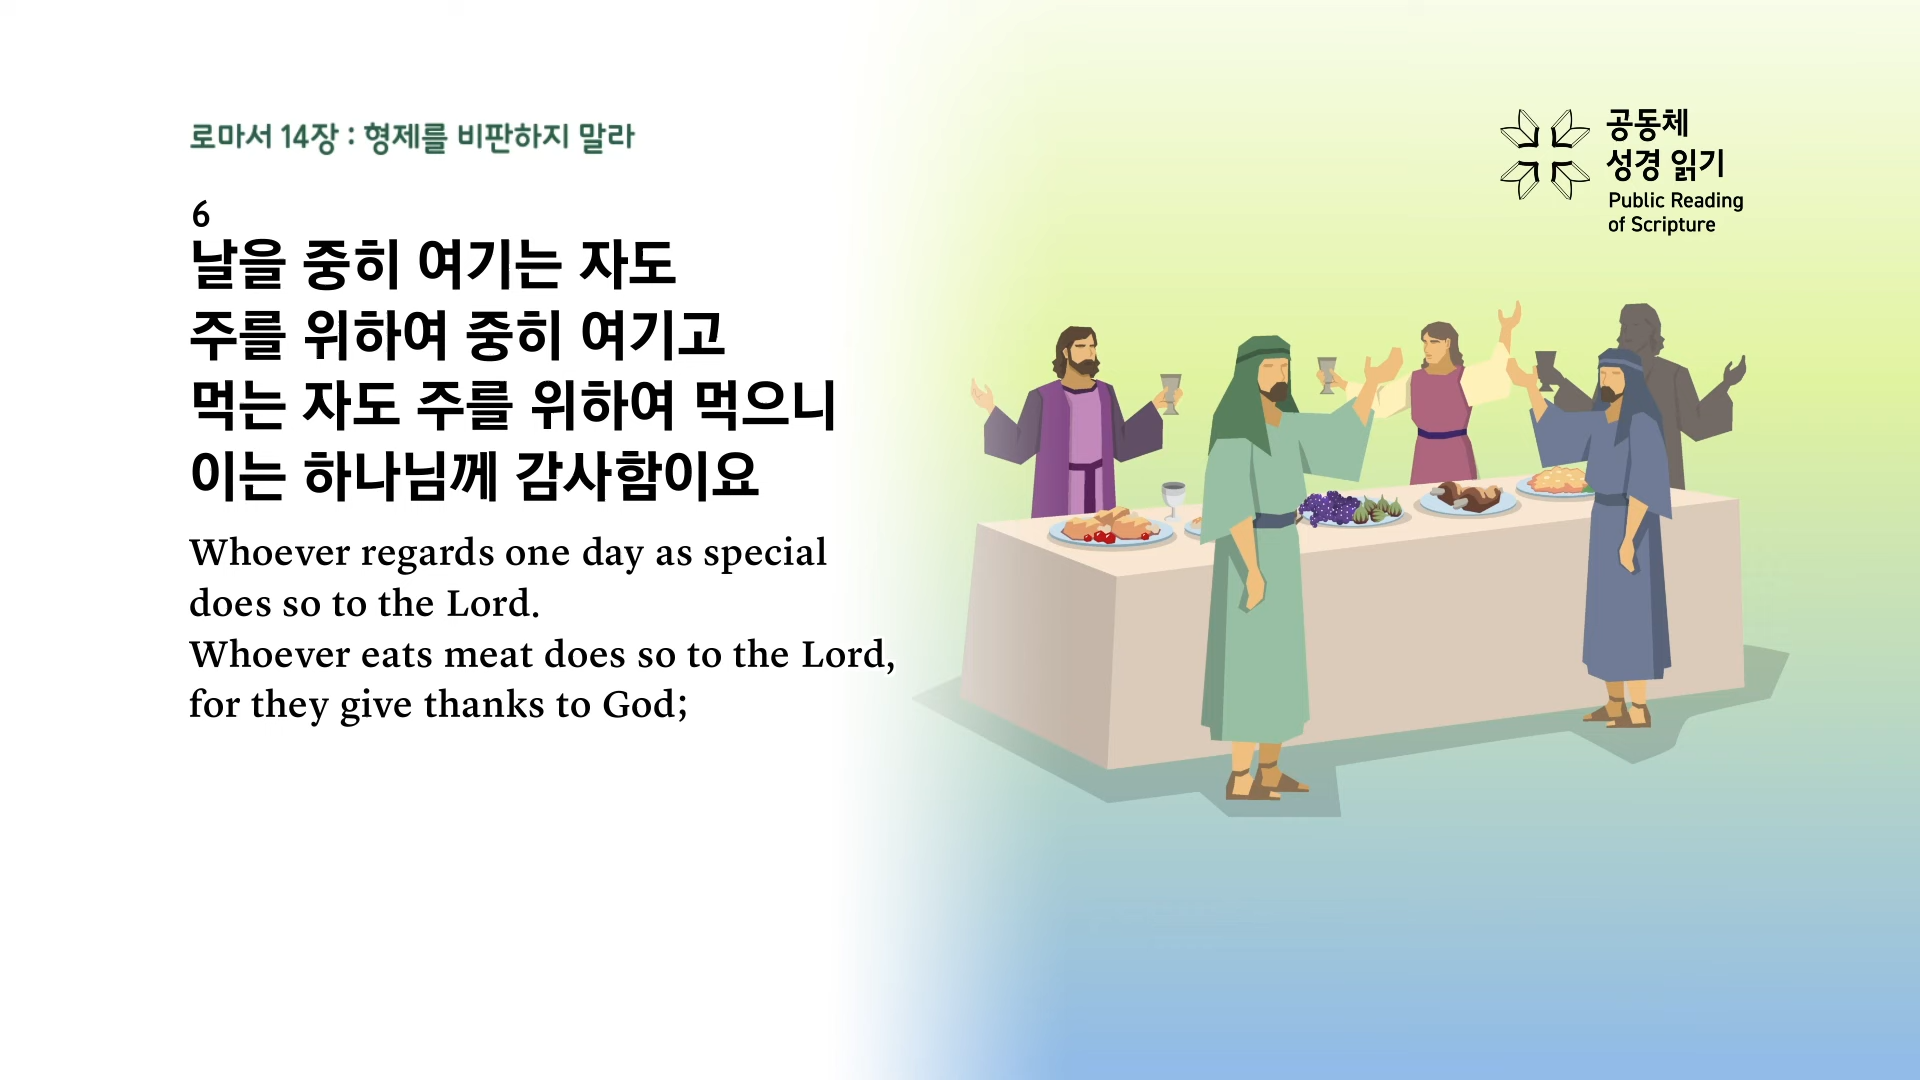 로마서 14장 : 형제를 비판하지 말라
6
날을 중히 여기는 자도
주를 위하여 중히 여기고
먹는 자도 주를 위하여 먹으니
이는 하나님께 감사함이요
Whoever regards one day as special
does so to the Lord.
Whoever eats meat does so to the Lord,
for they give thanks to God;
공동체
성경 읽기
Public Reading
of Scripture